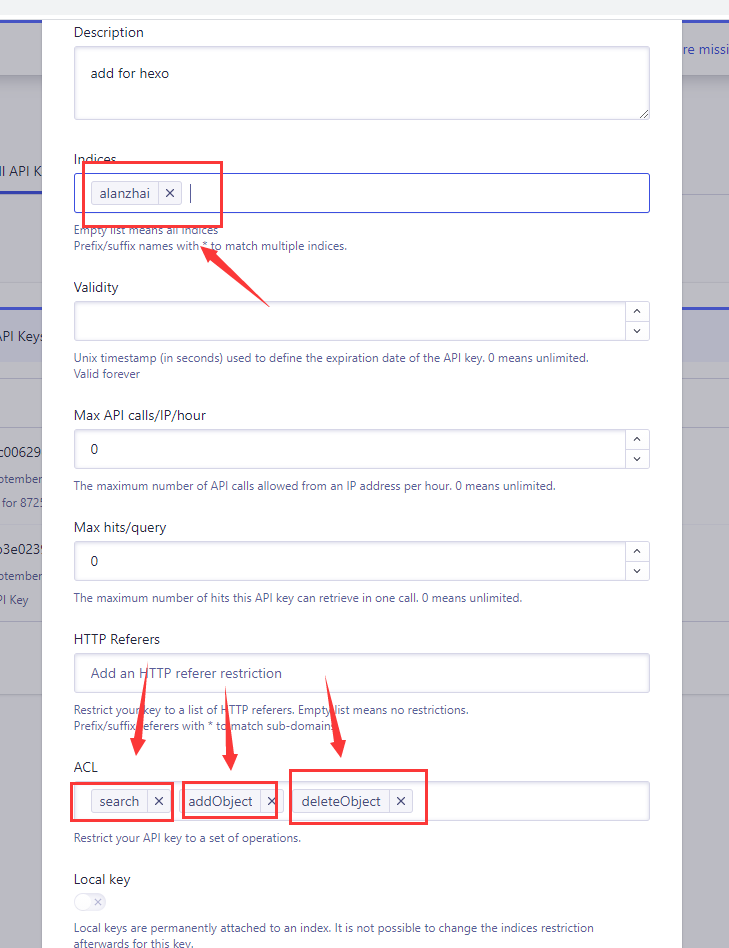 Description
add for hexo
re missi
ll API K
Indices
alanzhai ×
Empty list means all indices
Prefix/suffix names with * to match multiple indices.
Validity
API Keys
Unix timestamp (in seconds) used to define the expiration date of the API key. 0 means unlimited.
Valid forever
Max API calls/IP/hour
0
c00629
ptember
for 872
The maximum number of API calls allowed from an IP address per hour. 0 means unlimited.
Max hits/query
b3e023
0
ptember
PI Key
The maximum number of hits this API key can retrieve in one call. 0 means unlimited.
HTTP Referers
Add an HTTP referer restriction
Restrict your key to a list of HTTP referers. Empty list means no restrictions.
Prefix/suffix referers with * to match sub-domains
ACL
search × addObject × deleteObject ×
Restrict your API key to a set of operations.
Local key
Local keys are permanently attached to an index. It is not possible to change the indices restriction
afterwards for this key.